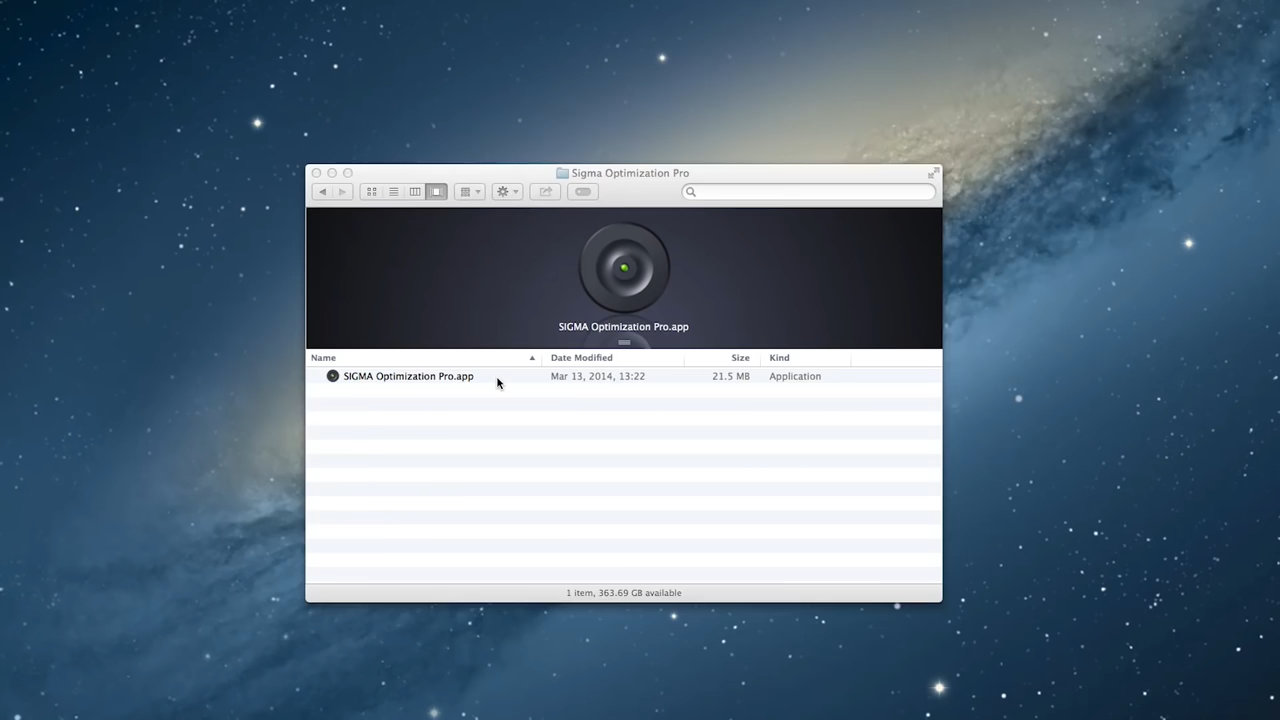 Sigma Optimization Pro
SIGMA Optimization Pro.app
Name Date Modified Size Kind
SIGMA Optimization Pro.app Mar 13, 2014, 13:22 21.5 MB Application
1 item, 363.69 GB available